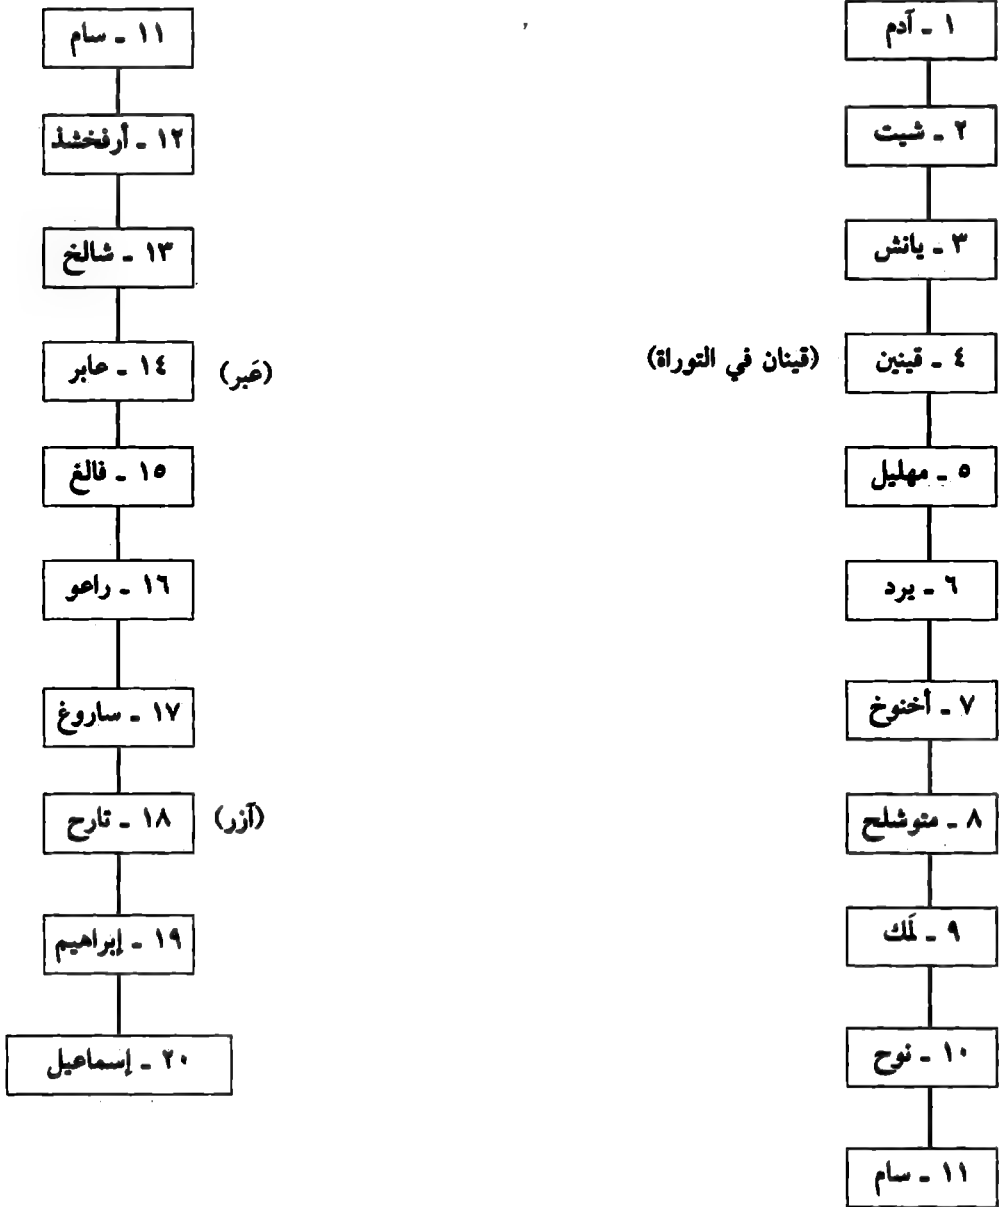 ١ ـ آدم
٢ ـ شيت
٣ ـ يانش
٤ ـ قينين (قينان في التوراة)
٥ ـ مهليل
٦ ـ يرد
٧ ـ أخنوخ
٨ ـ متوشلح
٩ ـ لَمك
١٠ ـ نوح
١١ ـ سام
١١ ـ سام
١٢ ـ أرفخشذ
١٣ ـ شالخ
(عَبر) ١٤ ـ عابر
١٥ ـ فالغ
١٦ ـ راعو
١٧ ـ ساروغ
(آزر) ١٨ ـ تارح
١٩ ـ إبراهيم
٢٠ ـ إسماعيل